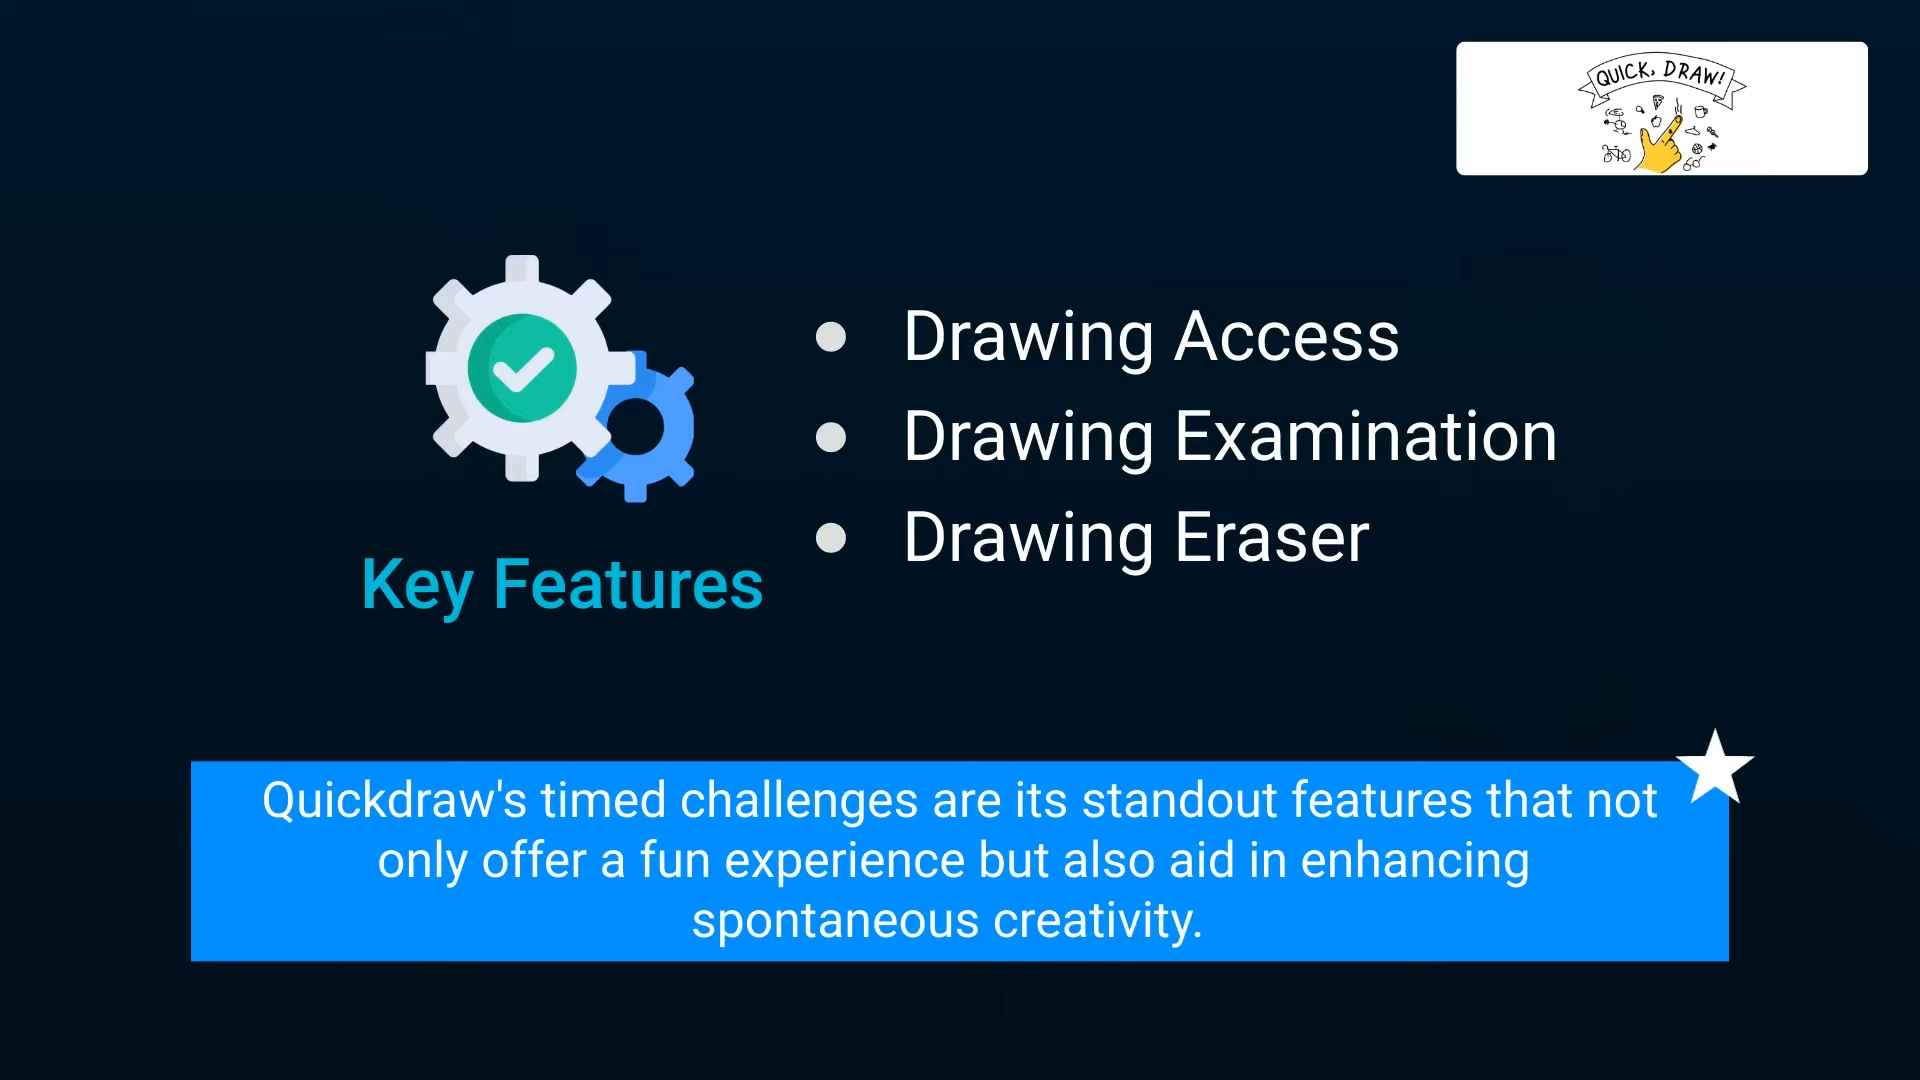 QUICK, DRAW!
Drawing Access
Drawing Examination
Drawing Eraser
Key Features
Quickdraw's timed challenges are its standout features that not
only offer a fun experience but also aid in enhancing
spontaneous creativity.